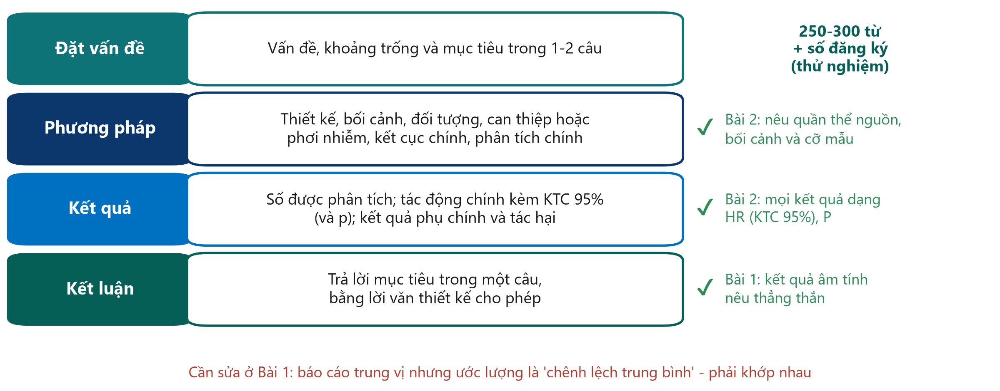 Đặt vấn đề
Vấn đề, khoảng trống và mục tiêu trong 1-2 câu
250-300 từ
+ số đăng ký
(thử nghiệm)
Phương pháp
Thiết kế, bối cảnh, đối tượng, can thiệp hoặc
phơi nhiễm, kết cục chính, phân tích chính
✓
Bài 2: nêu quần thể nguồn,
bối cảnh và cỡ mẫu
Kết quả
Số được phân tích; tác động chính kèm KTC 95%
(và p); kết quả phụ chính và tác hại
✓
Bài 2: mọi kết quả dạng
HR (KTC 95%), P
Kết luận
Trả lời mục tiêu trong một câu,
bằng lời văn thiết kế cho phép
✓
Bài 1: kết quả âm tính
nêu thẳng thắn
Cần sửa ở Bài 1: báo cáo trung vị nhưng ước lượng là 'chênh lệch trung bình' - phải khớp nhau